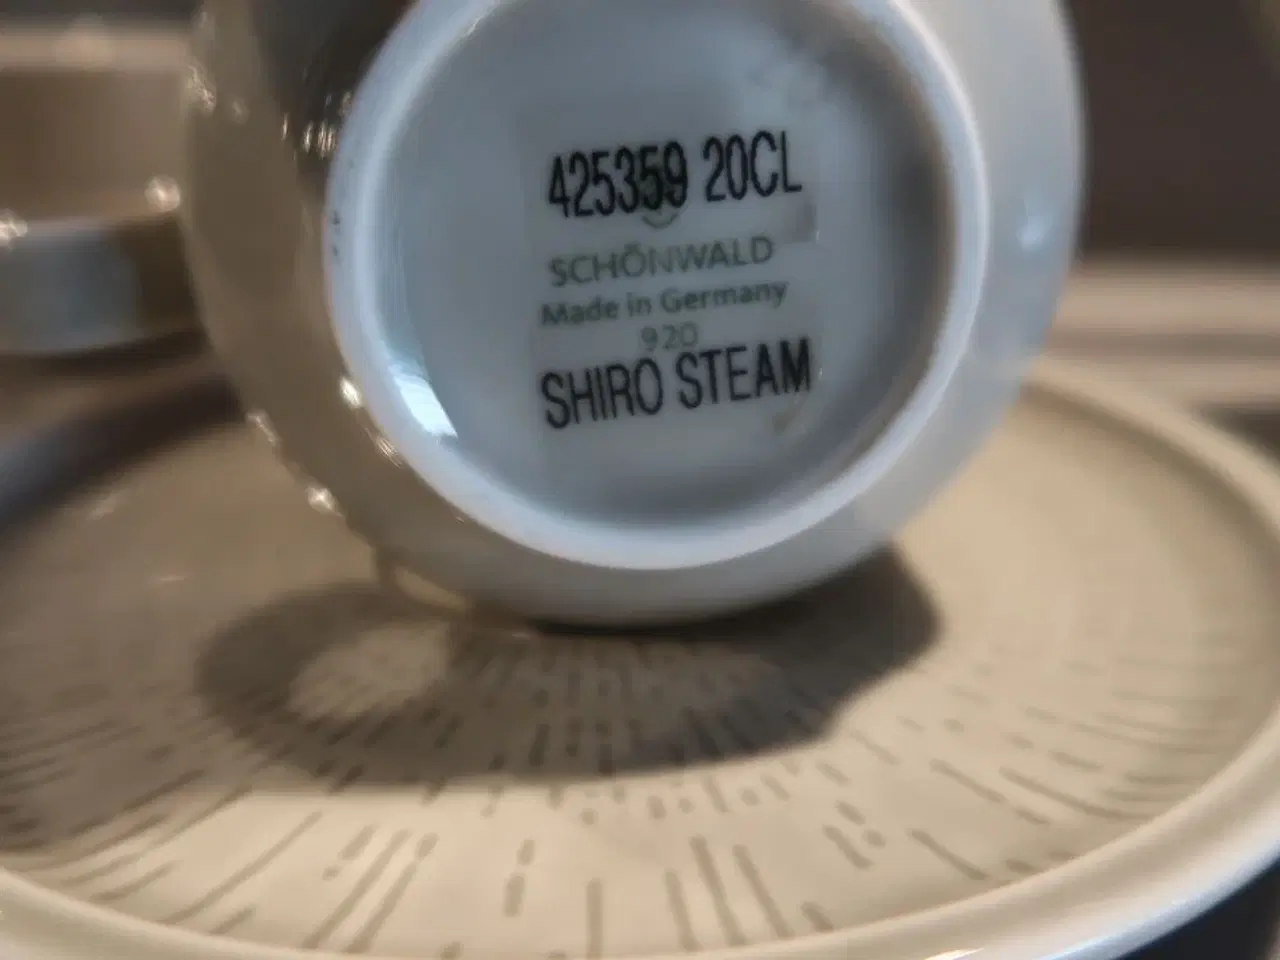 425359 20CL
SCHÖNWALD
Made in Germany
920
SHIRO STEAM